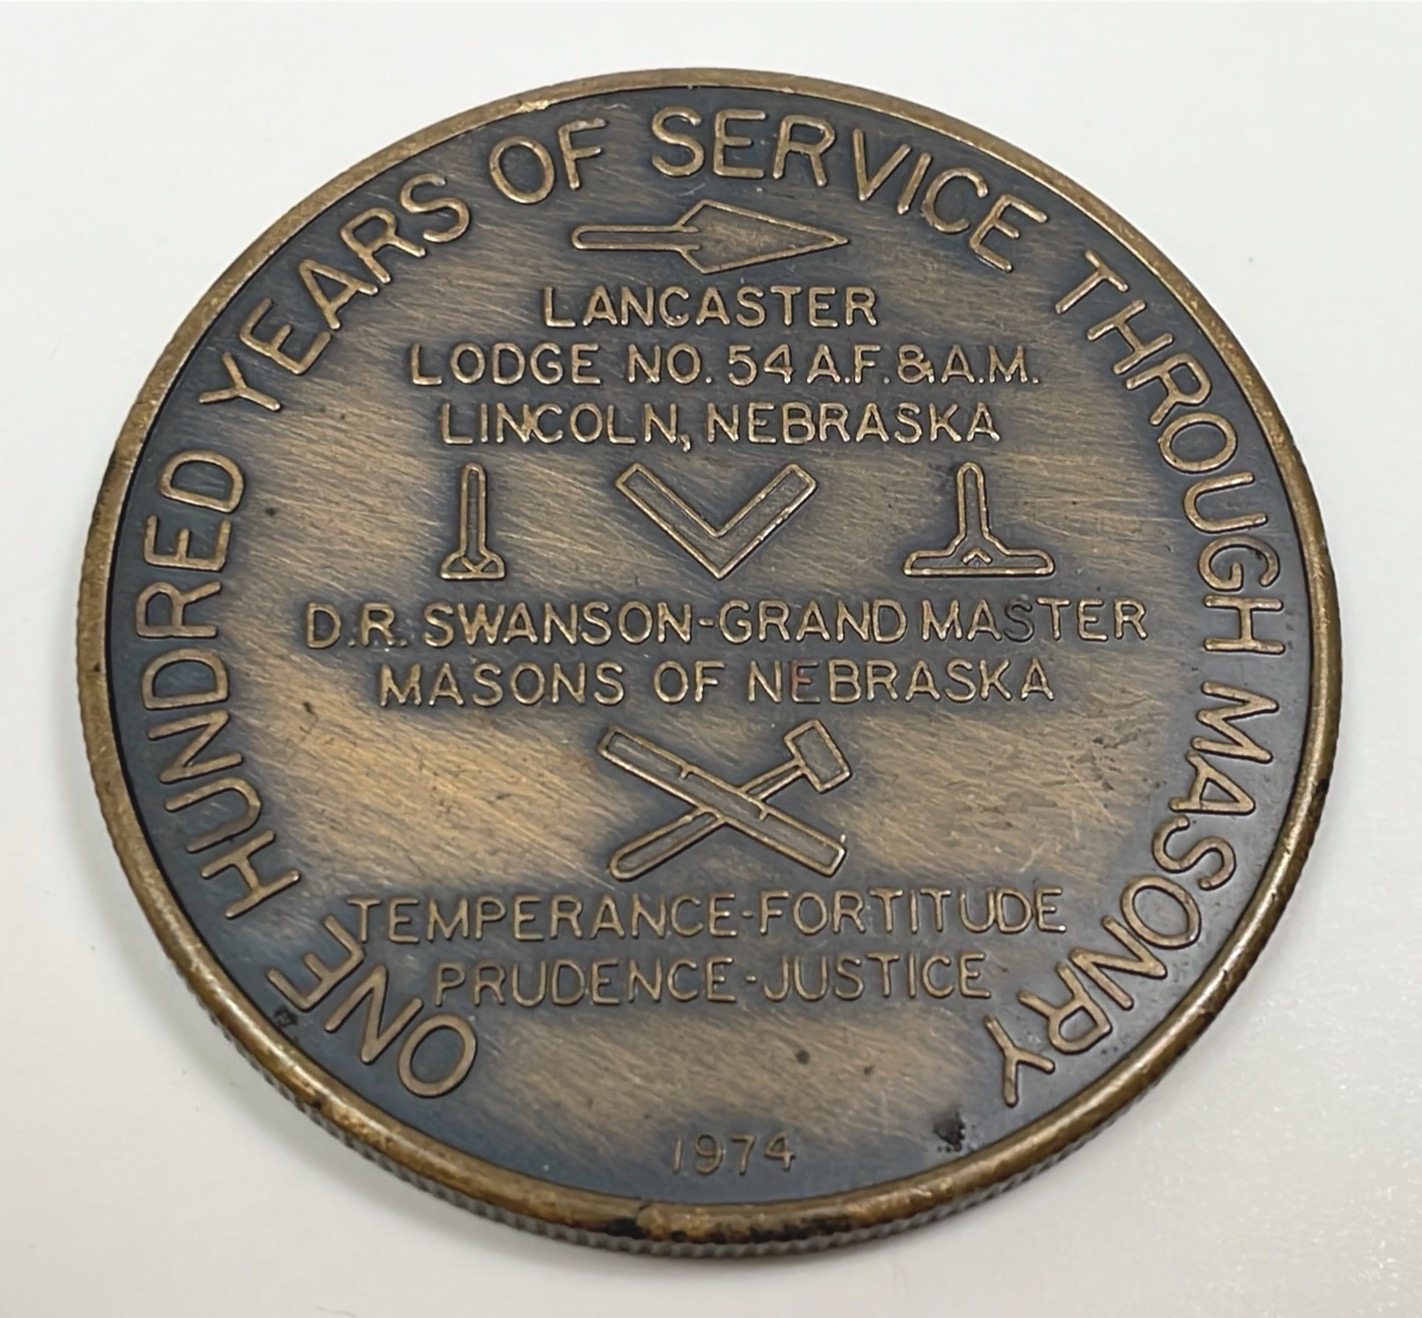 ONE HUNDRED YEARS OF SERVICE THROUGH MASONRY
LANCASTER
LODGE NO. 54 A.F. & A.M.
LINCOLN, NEBRASKA
D.R. SWANSON-GRAND MASTER
MASONS OF NEBRASKA
TEMPERANCE-FORTITUDE
PRUDENCE-JUSTICE
1974